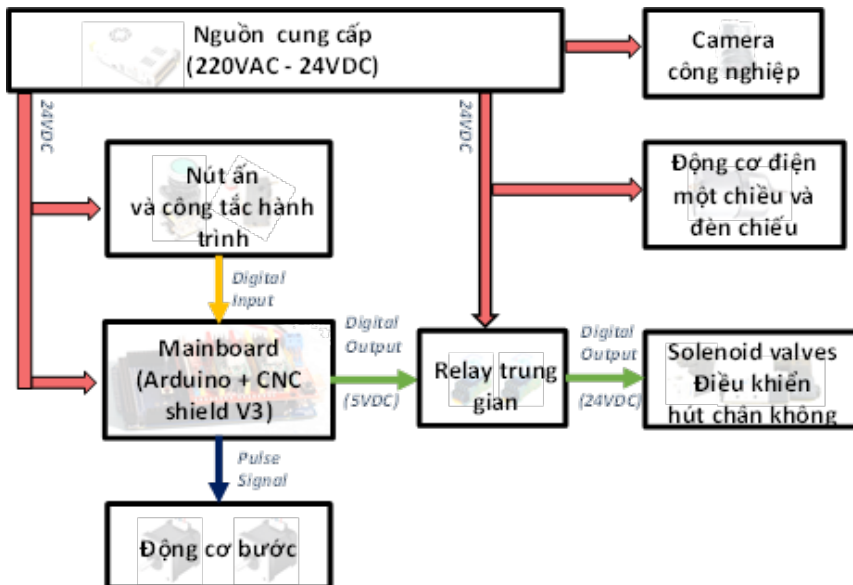 Nguồn cung cấp
(220VAC - 24VDC)
Camera
công nghiệp
24VDC
24VDC
Nút ấn
và công tắc hành
trình
Động cơ điện
một chiều và
đèn chiếu
Digital
Input
Mainboard
(Arduino + CNC
shield V3)
Digital
Output
(5VDC)
Relay trung
gian
Digital
Output
(24VDC)
Solenoid valves
Điều khiển
hút chân không
Pulse
Signal
Động cơ bước